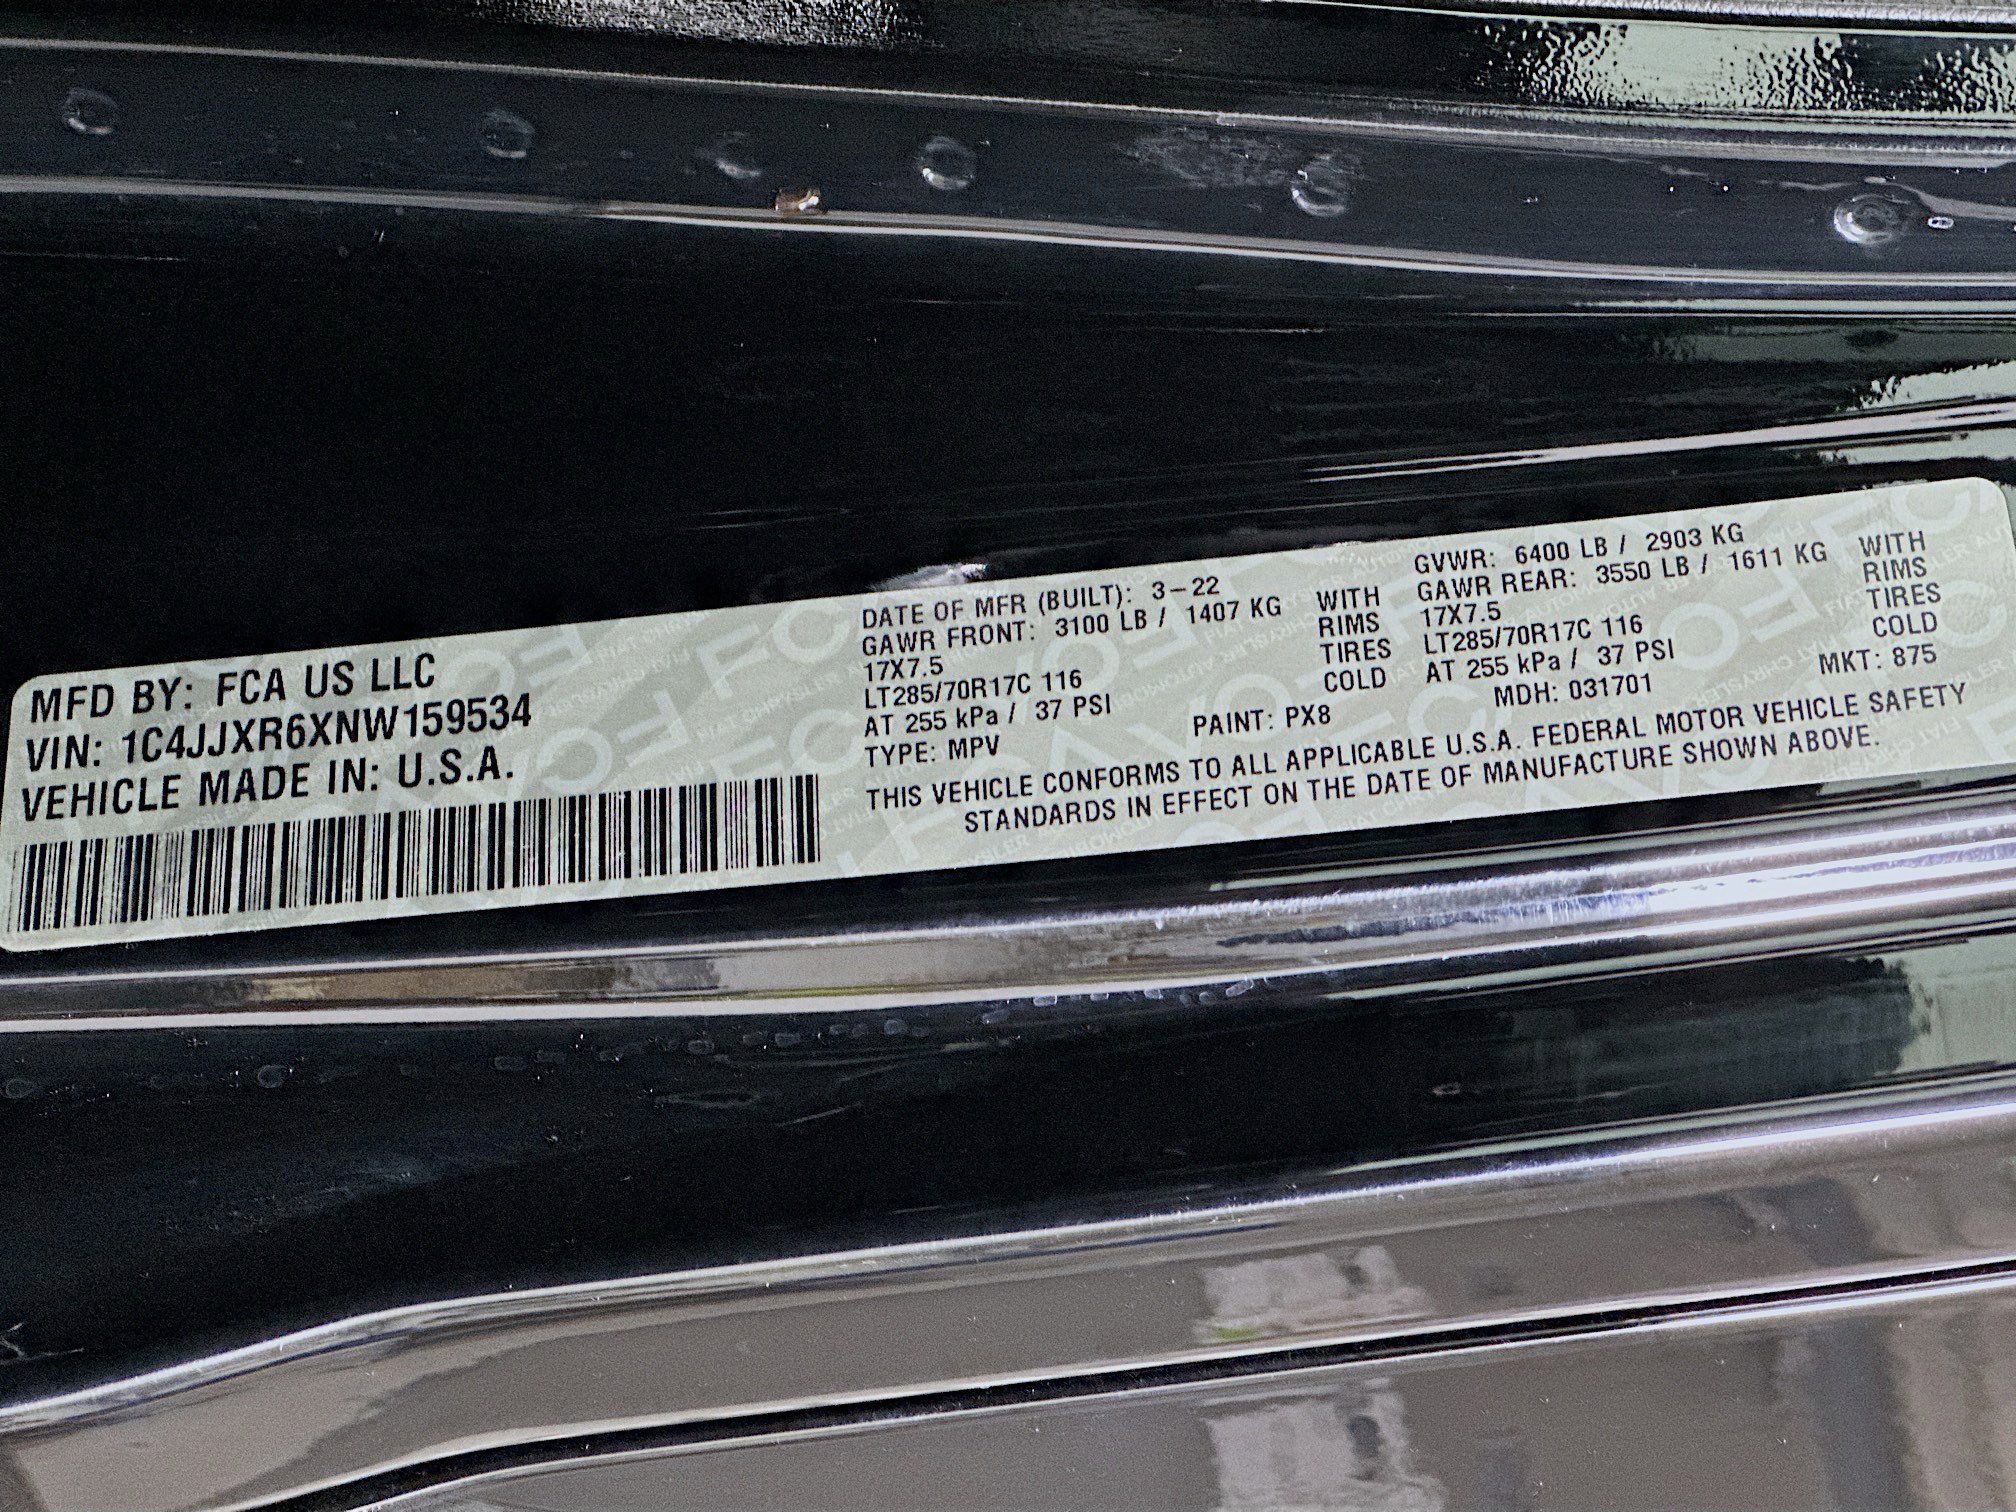 MFD BY: FCA US LLC
VIN: 1C4JJXR6XNW159534
VEHICLE MADE IN: U.S.A.
DATE OF MFR (BUILT): 3-22
GAWR FRONT: 3100 LB / 1407 KG WITH
17X7.5 RIMS
LT285/70R17C 116 TIRES
AT 255 kPa / 37 PSI COLD
TYPE: MPV PAINT: PX8
GVWR: 6400 LB / 2903 KG
GAWR REAR: 3550 LB / 1611 KG WITH
17X7.5 RIMS
LT285/70R17C 116 TIRES
AT 255 kPa / 37 PSI COLD
MDH: 031701 MKT: 875
THIS VEHICLE CONFORMS TO ALL APPLICABLE U.S.A. FEDERAL MOTOR VEHICLE SAFETY
STANDARDS IN EFFECT ON THE DATE OF MANUFACTURE SHOWN ABOVE.